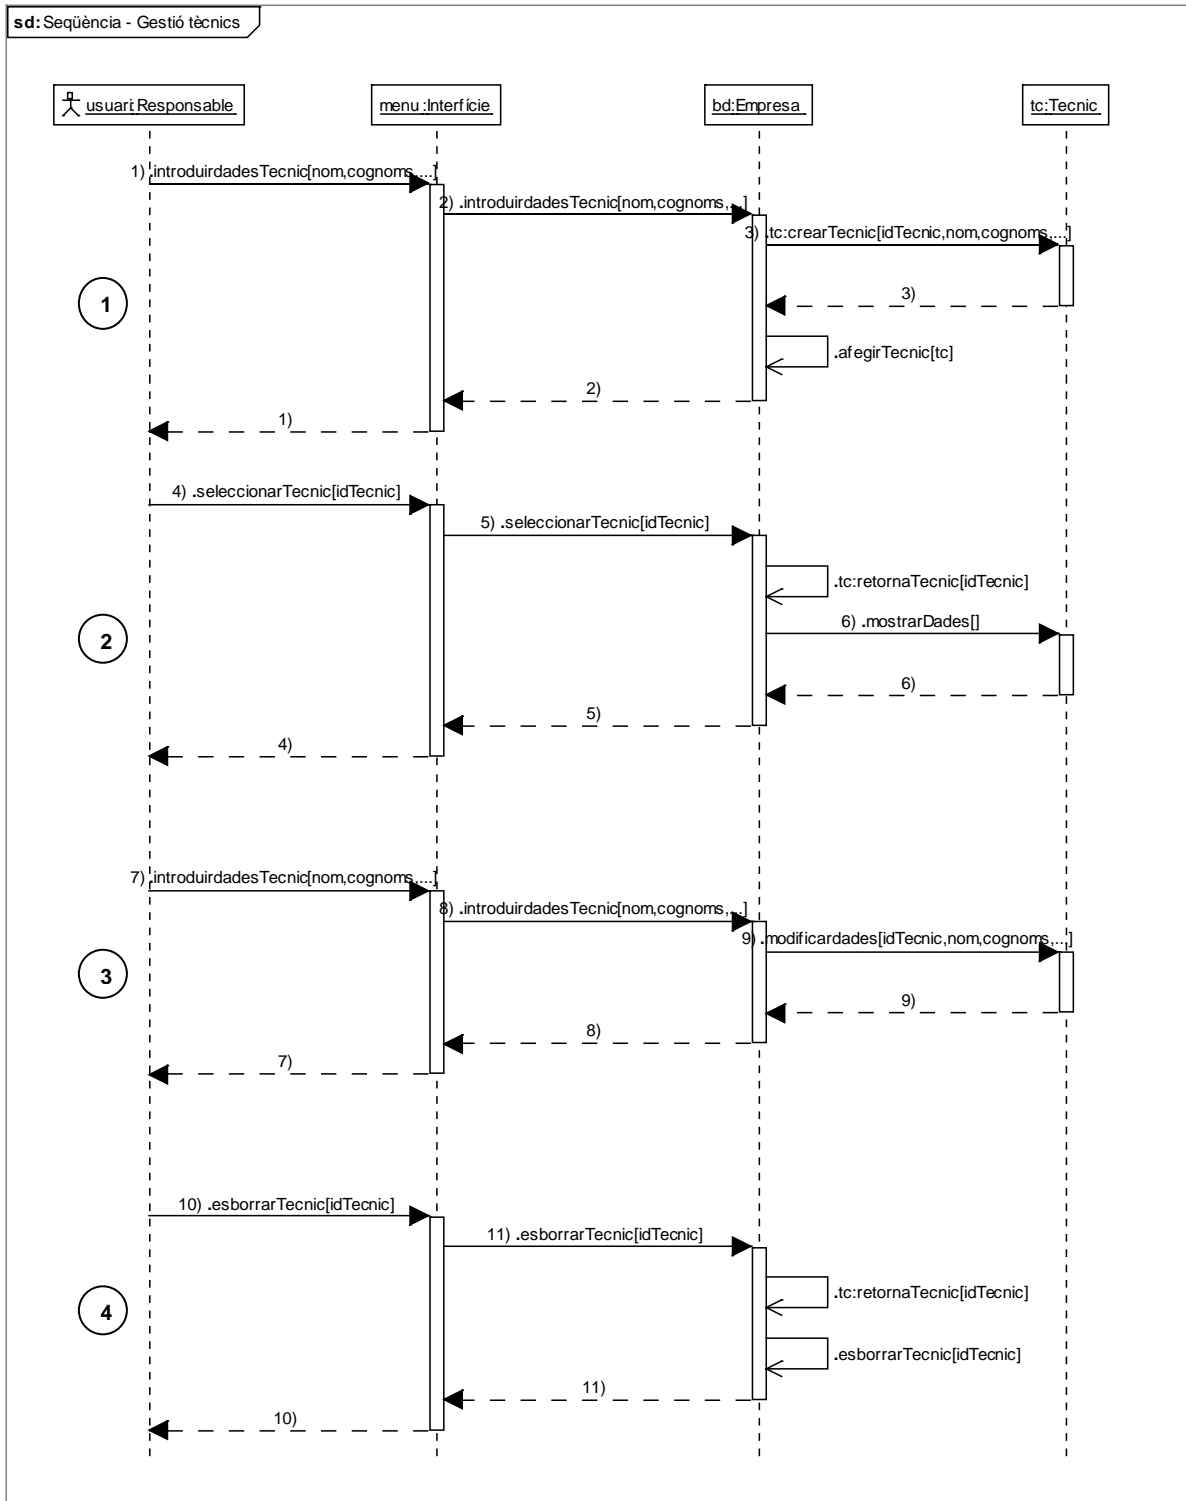 sd: Seqüència - Gestió tècnics
usuari:Responsable
menu :Interfície
bd:Empresa
tc:Tecnic
1) .introduirdadesTecnic[nom,cognoms,...]
2) .introduirdadesTecnic[nom,cognoms,...]
3) .tc:crearTecnic[idTecnic,nom,cognoms,...]
1
3)
.afegirTecnic[tc]
2)
1)
4) .seleccionarTecnic[idTecnic]
5) .seleccionarTecnic[idTecnic]
.tc:retornaTecnic[idTecnic]
6) .mostrarDades[]
2
6)
5)
4)
7) .introduirdadesTecnic[nom,cognoms,...]
8) .introduirdadesTecnic[nom,cognoms,...]
9) .modificardades[idTecnic,nom,cognoms,...]
3
9)
8)
7)
10) .esborrarTecnic[idTecnic]
11) .esborrarTecnic[idTecnic]
.tc:retornaTecnic[idTecnic]
4
.esborrarTecnic[idTecnic]
11)
10)